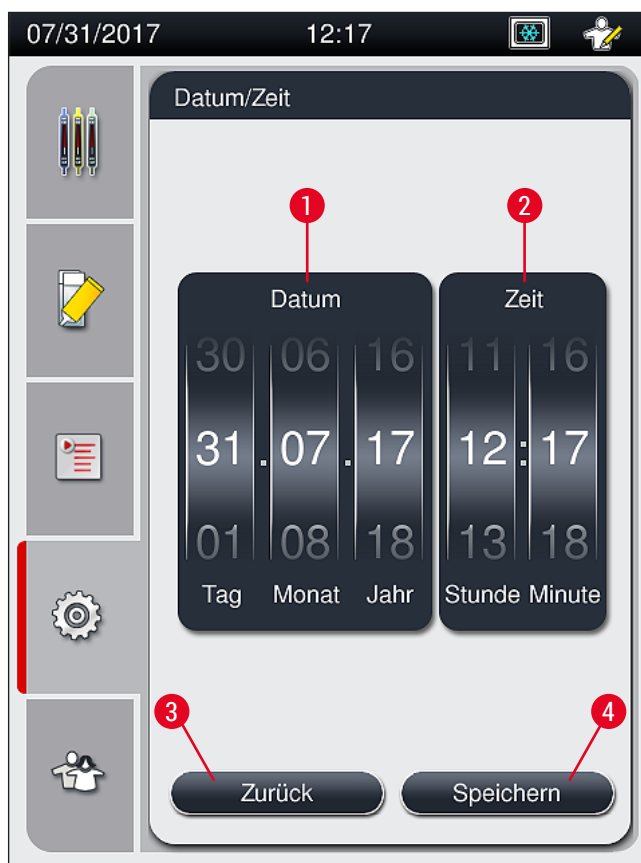 07/31/2017 12:17
Datum/Zeit
1 2
Datum Zeit
30 06 16 11 16
31 . 07 . 17 12 : 17
01 08 18 13 18
Tag Monat Jahr Stunde Minute
3 4
Zurück Speichern